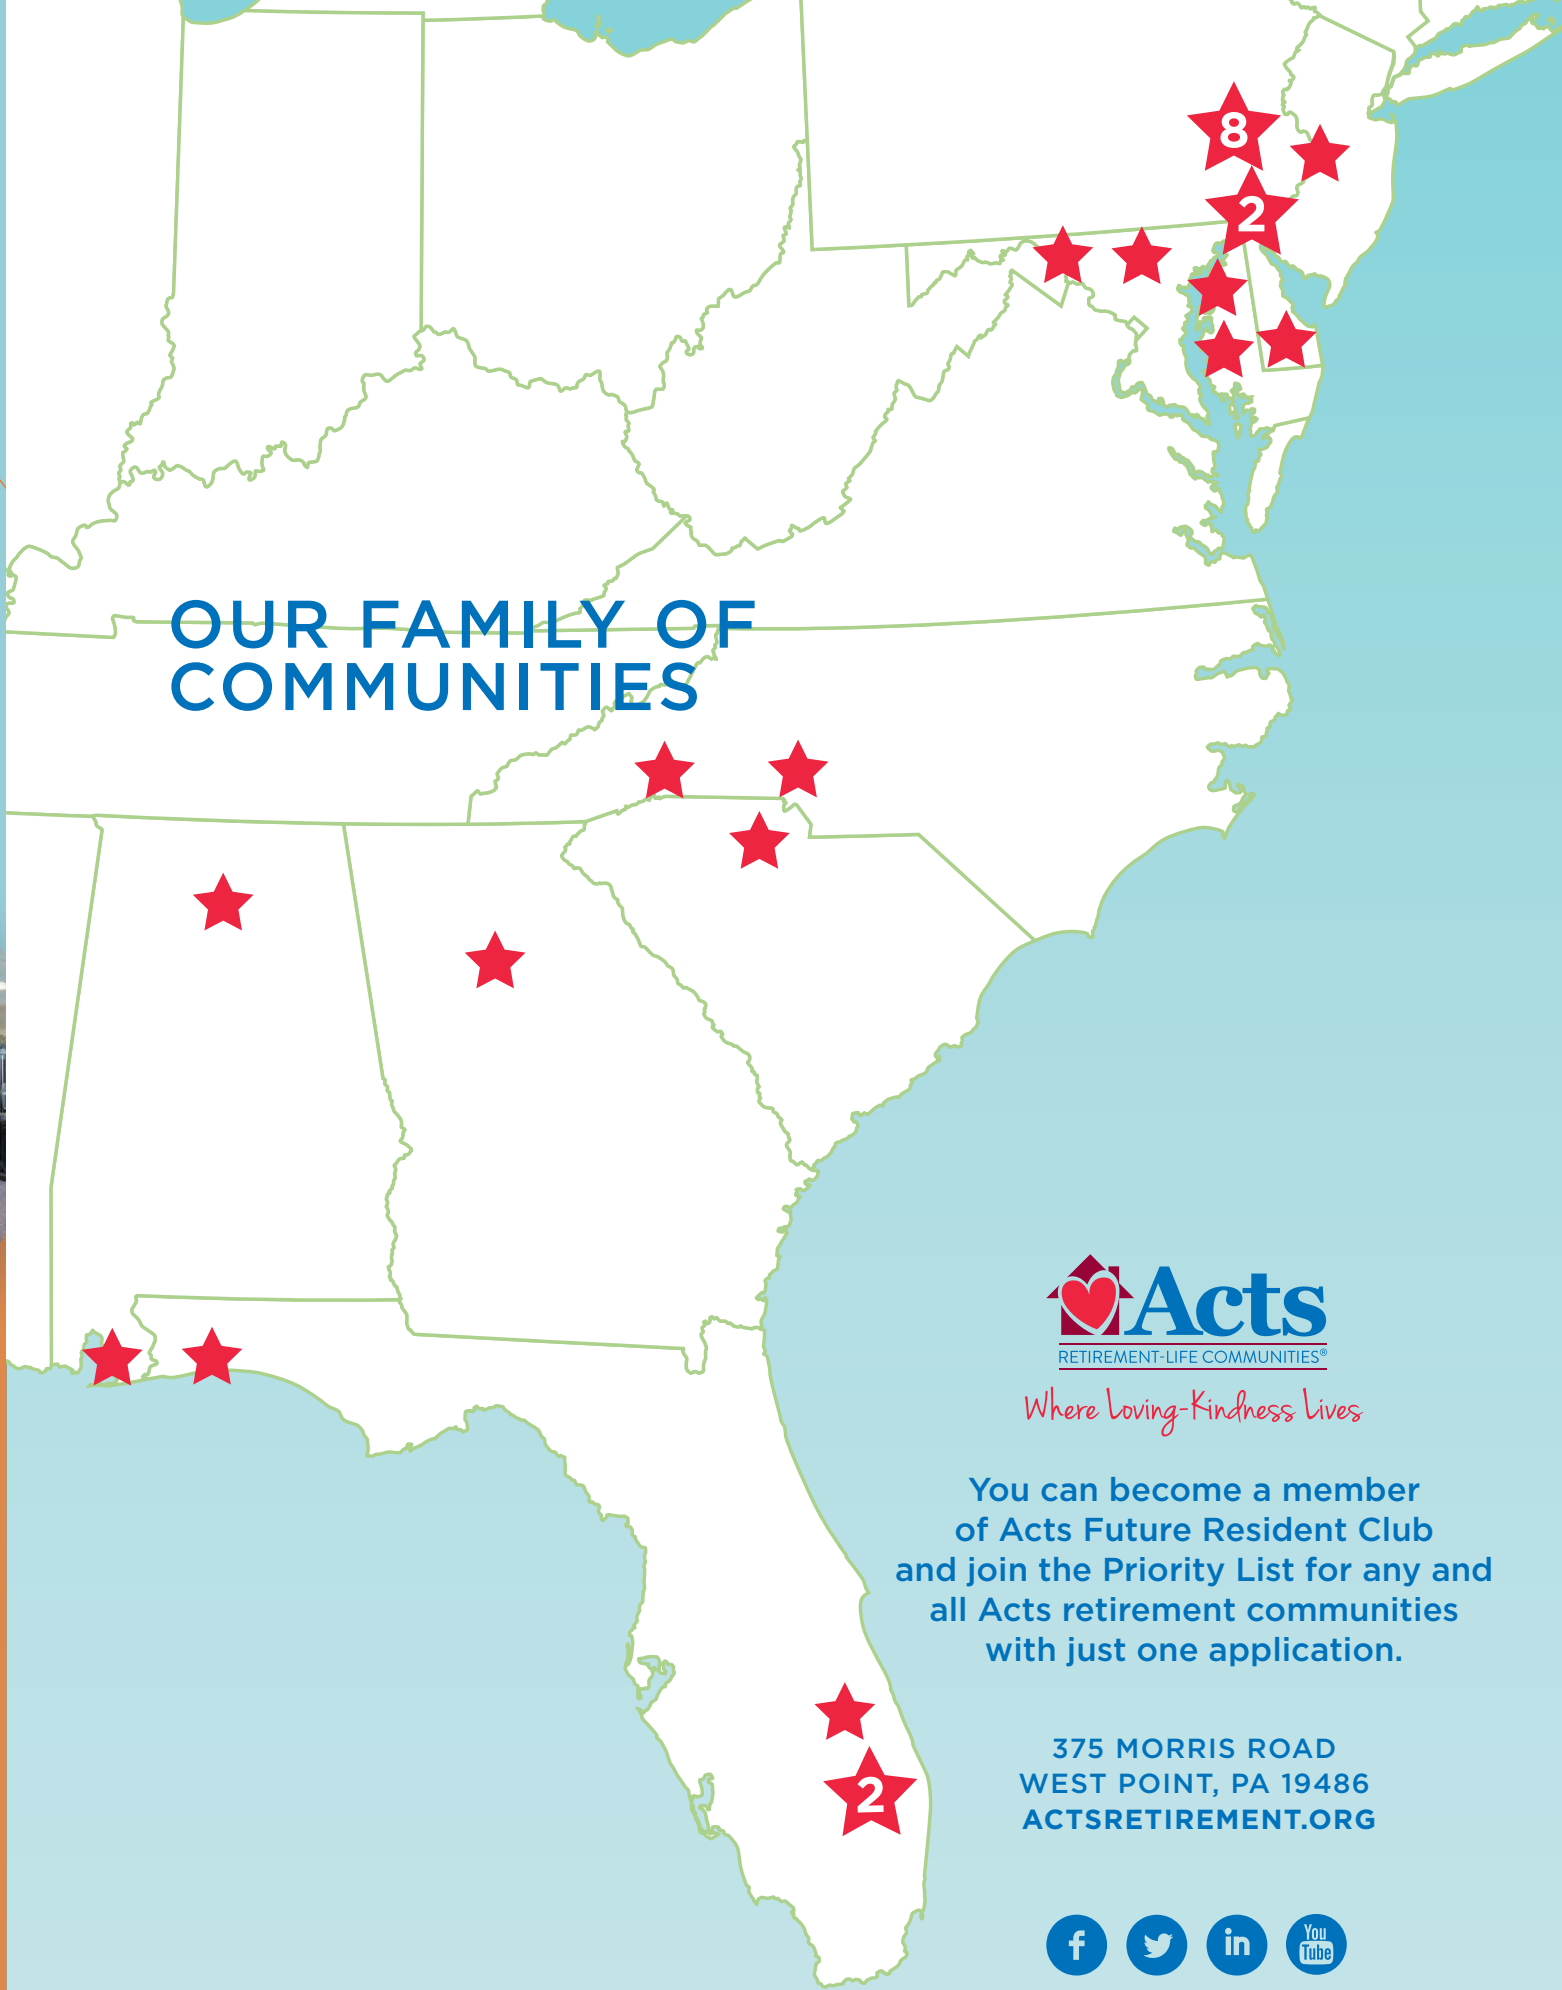 8
2
OUR FAMILY OF
COMMUNITIES
Acts
RETIREMENT-LIFE COMMUNITIES®
Where Loving-Kindness Lives
You can become a member
of Acts Future Resident Club
and join the Priority List for any and
all Acts retirement communities
with just one application.
2
375 MORRIS ROAD
WEST POINT, PA 19486
ACTSRETIREMENT.ORG
f
in
You
Tube